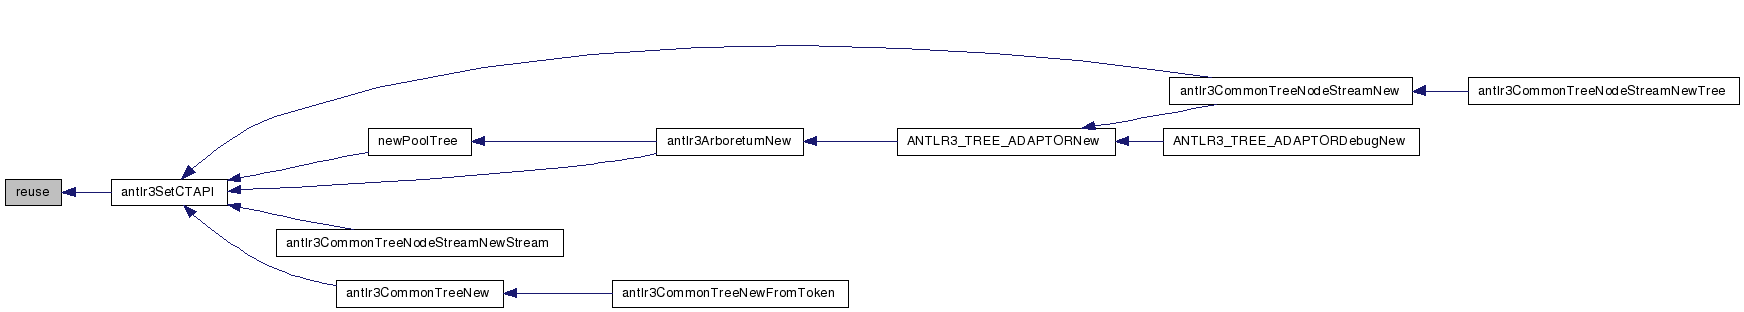 antlr3CommonTreeNodeStreamNew
antlr3CommonTreeNodeStreamNewTree
newPoolTree
antlr3ArboretumNew
ANTLR3_TREE_ADAPTORNew
ANTLR3_TREE_ADAPTORDebugNew
reuse
antlr3SetCTAPI
antlr3CommonTreeNodeStreamNewStream
antlr3CommonTreeNew
antlr3CommonTreeNewFromToken